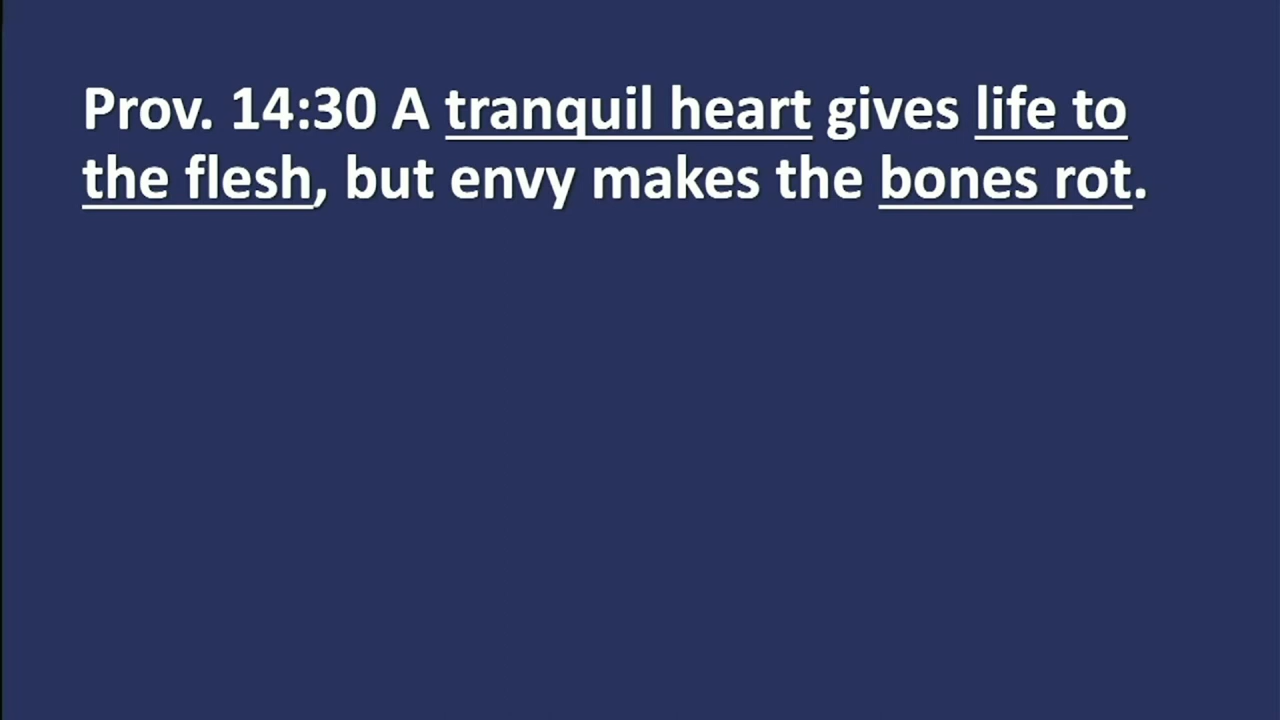 Prov. 14:30 A tranquil heart gives life to
the flesh, but envy makes the bones rot.